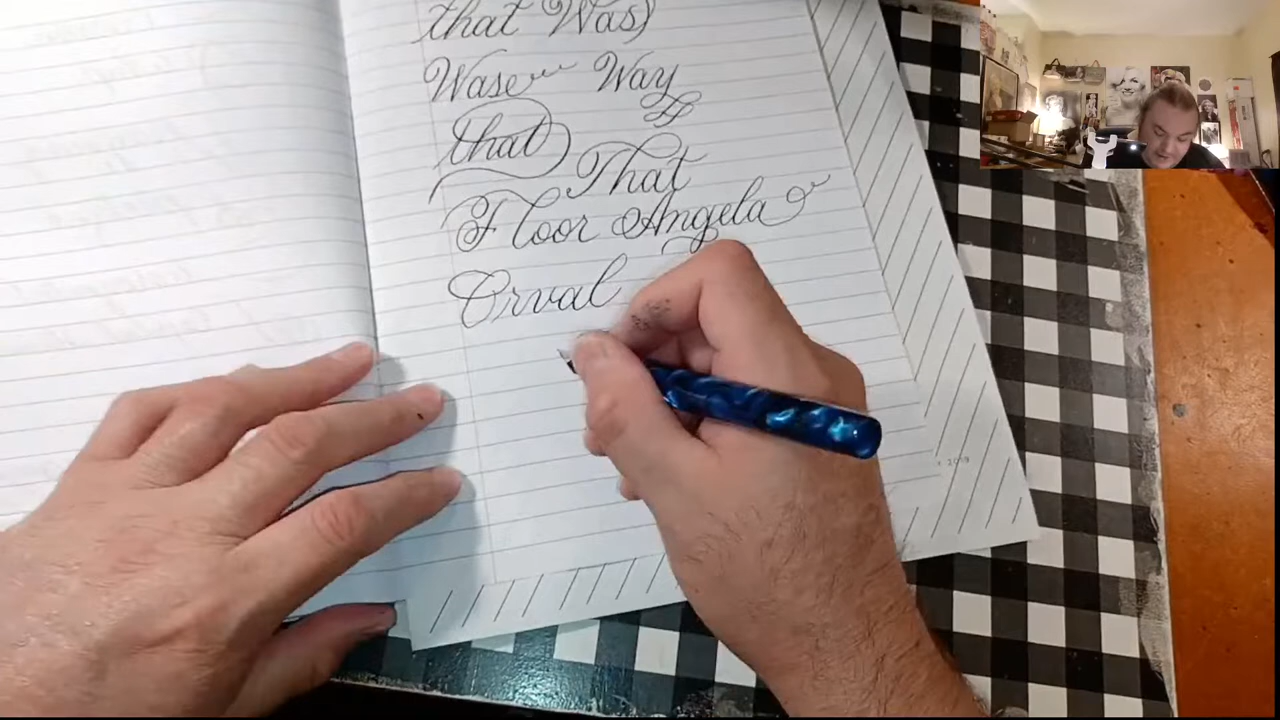 that Was
Wase Way
that
That
Floor Angela
Orval